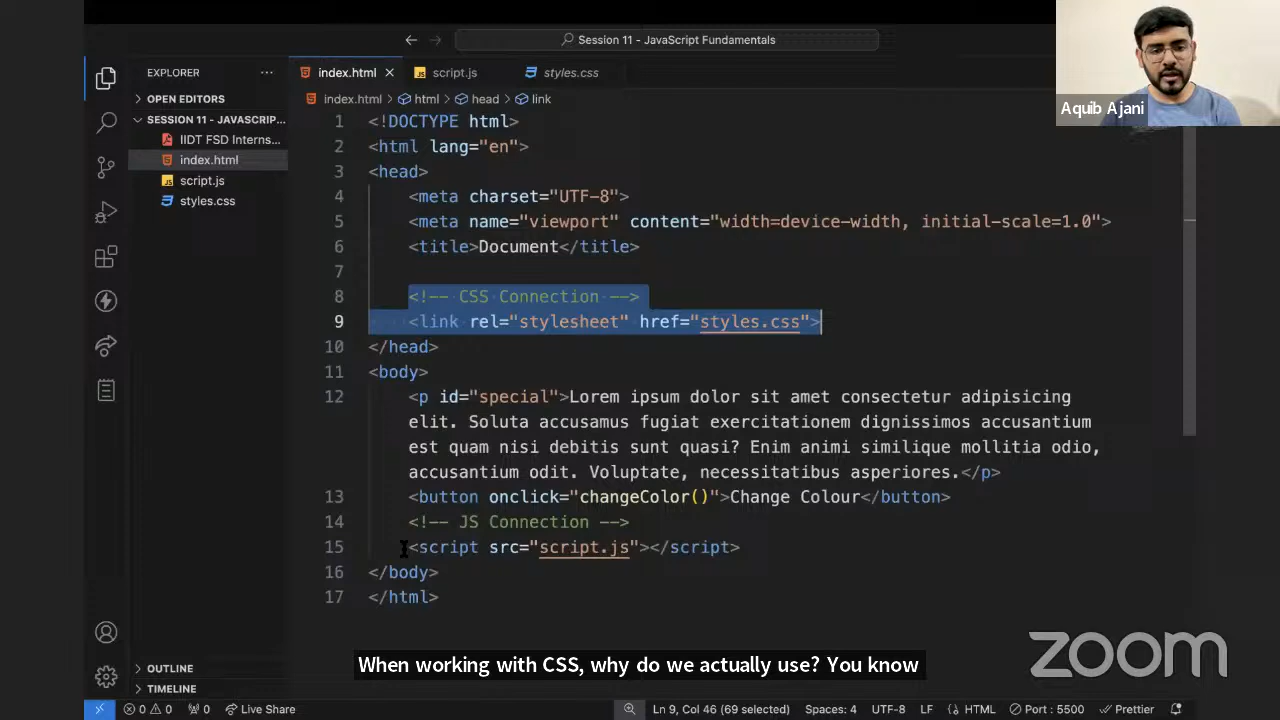 Session 11 - JavaScript Fundamentals
Aquib Ajani
EXPLORER
OPEN EDITORS
SESSION 11 - JAVASCRIP...
IIDT FSD Interns...
index.html
script.js
styles.css
index.html
script.js
styles.css
index.html > html > head > link
1 <!DOCTYPE html>
2 <html lang="en">
3 <head>
4 <meta charset="UTF-8">
5 <meta name="viewport" content="width=device-width, initial-scale=1.0">
6 <title>Document</title>
7
8 <!-- CSS Connection -->
9 <link rel="stylesheet" href="styles.css">
10 </head>
11 <body>
12 <p id="special">Lorem ipsum dolor sit amet consectetur adipisicing
elit. Soluta accusamus fugiat exercitationem dignissimos accusantium
est quam nisi debitis sunt quasi? Enim animi similique mollitia odio,
accusantium odit. Voluptate, necessitatibus asperiores.</p>
13 <button onclick="changeColor()">Change Colour</button>
14 <!-- JS Connection -->
15 <script src="script.js"></script>
16 </body>
17 </html>
OUTLINE
TIMELINE
When working with CSS, why do we actually use? You know
zoom
0 0 0 Live Share Ln 9, Col 46 (69 selected) Spaces: 4 UTF-8 LF HTML Port : 5500 Prettier